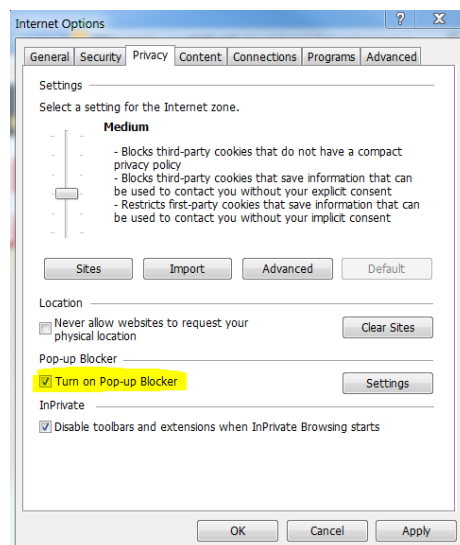 Internet Options
? X
General Security Privacy Content Connections Programs Advanced
Settings
Select a setting for the Internet zone.
Medium
- Blocks third-party cookies that do not have a compact
privacy policy
- Blocks third-party cookies that save information that can
be used to contact you without your explicit consent
- Restricts first-party cookies that save information that can
be used to contact you without your implicit consent
Sites Import Advanced Default
Location
Never allow websites to request your
physical location
Clear Sites
Pop-up Blocker
Turn on Pop-up Blocker
Settings
InPrivate
Disable toolbars and extensions when InPrivate Browsing starts
OK Cancel Apply